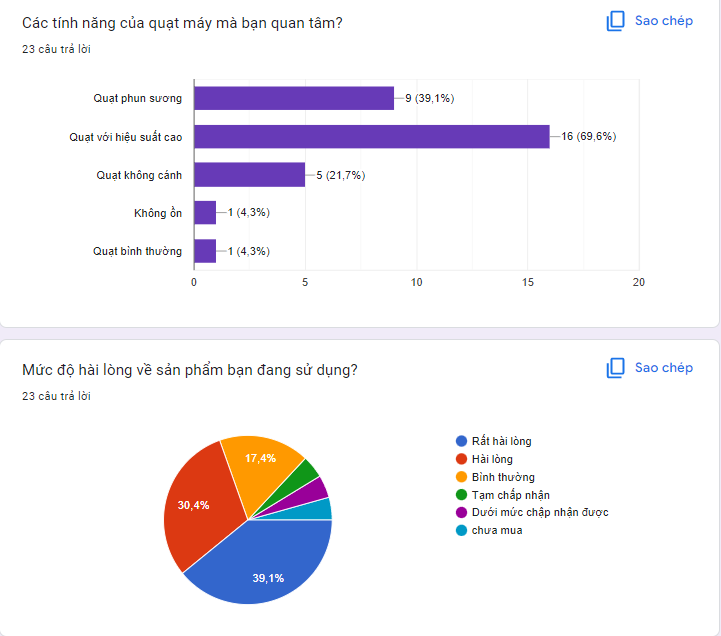 Các tính năng của quạt máy mà bạn quan tâm?
Sao chép
23 câu trả lời
Quạt phun sương
9 (39,1%)
Quạt với hiệu suất cao
16 (69,6%)
Quạt không cánh
5 (21,7%)
Không ồn
1 (4,3%)
Quạt bình thường
1 (4,3%)
0 5 10 15 20
Mức độ hài lòng về sản phẩm bạn đang sử dụng?
Sao chép
23 câu trả lời
17,4%
30,4%
39,1%
Rất hài lòng
Hài lòng
Bình thường
Tạm chấp nhận
Dưới mức chập nhận được
chưa mua